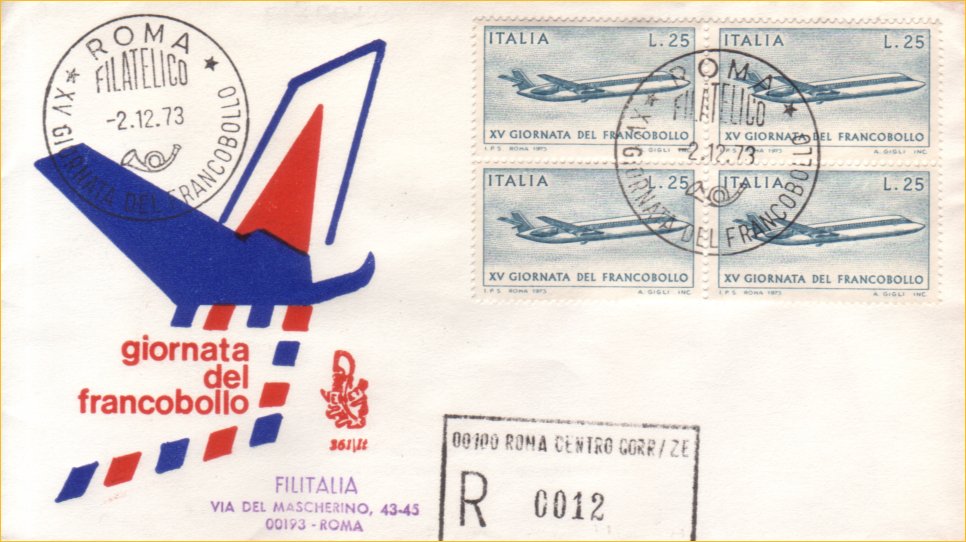 ROMA
FILATELICO
-2.12.73
XV GIORNATA DEL FRANCOBOLLO
ITALIA L.25
XV GIORNATA DEL FRANCOBOLLO
I.P.S. ROMA 1973 A. GIGLI INC.
ITALIA L.25
XV GIORNATA DEL FRANCOBOLLO
I.P.S. ROMA 1973 A. GIGLI INC.
ITALIA L.25
XV GIORNATA DEL FRANCOBOLLO
I.P.S. ROMA 1973 A. GIGLI INC.
ITALIA L.25
XV GIORNATA DEL FRANCOBOLLO
I.P.S. ROMA 1973 A. GIGLI INC.
ROMA
FILATELICO
-2.12.73
XV GIORNATA DEL FRANCOBOLLO
giornata
del
francobollo
361/It
FILITALIA
VIA DEL MASCHERINO, 43-45
00193 - ROMA
00100 ROMA CENTRO CORR/ZE
R 0012